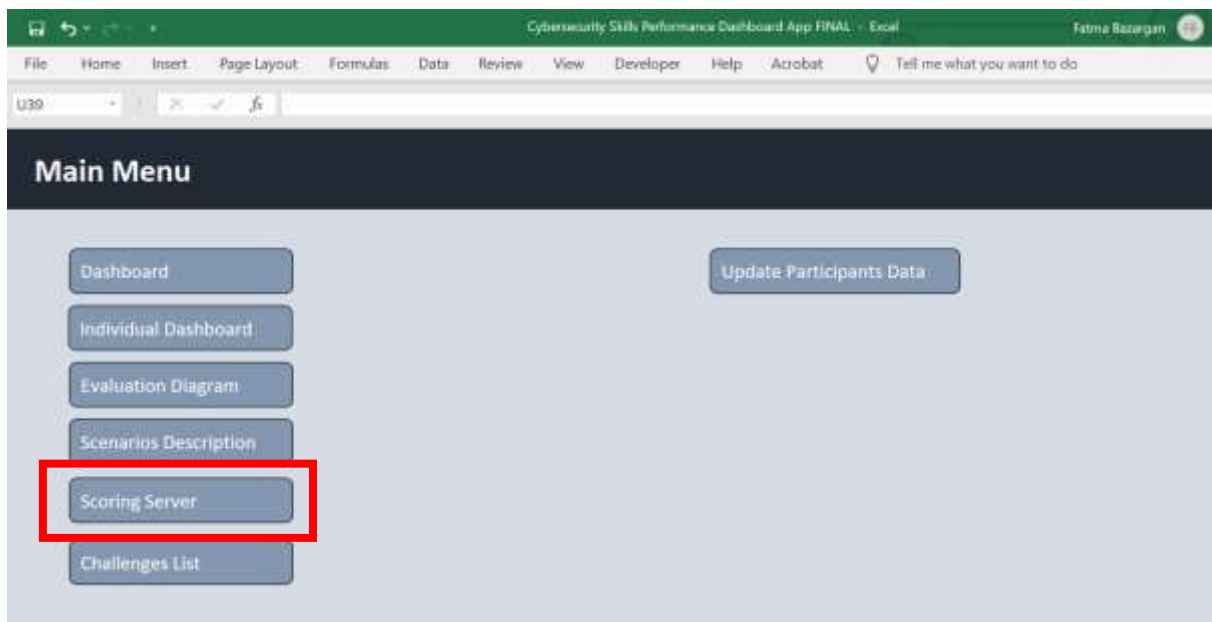 Cybersecurity Skills Performance Dashboard App FINAL - Excel
Fatma Bazargan
File Home Insert Page Layout Formulas Data Review View Developer Help Acrobat Tell me what you want to do
U39 fx
Main Menu
Dashboard
Update Participants Data
Individual Dashboard
Evaluation Diagram
Scenarios Description
Scoring Server
Challenges List